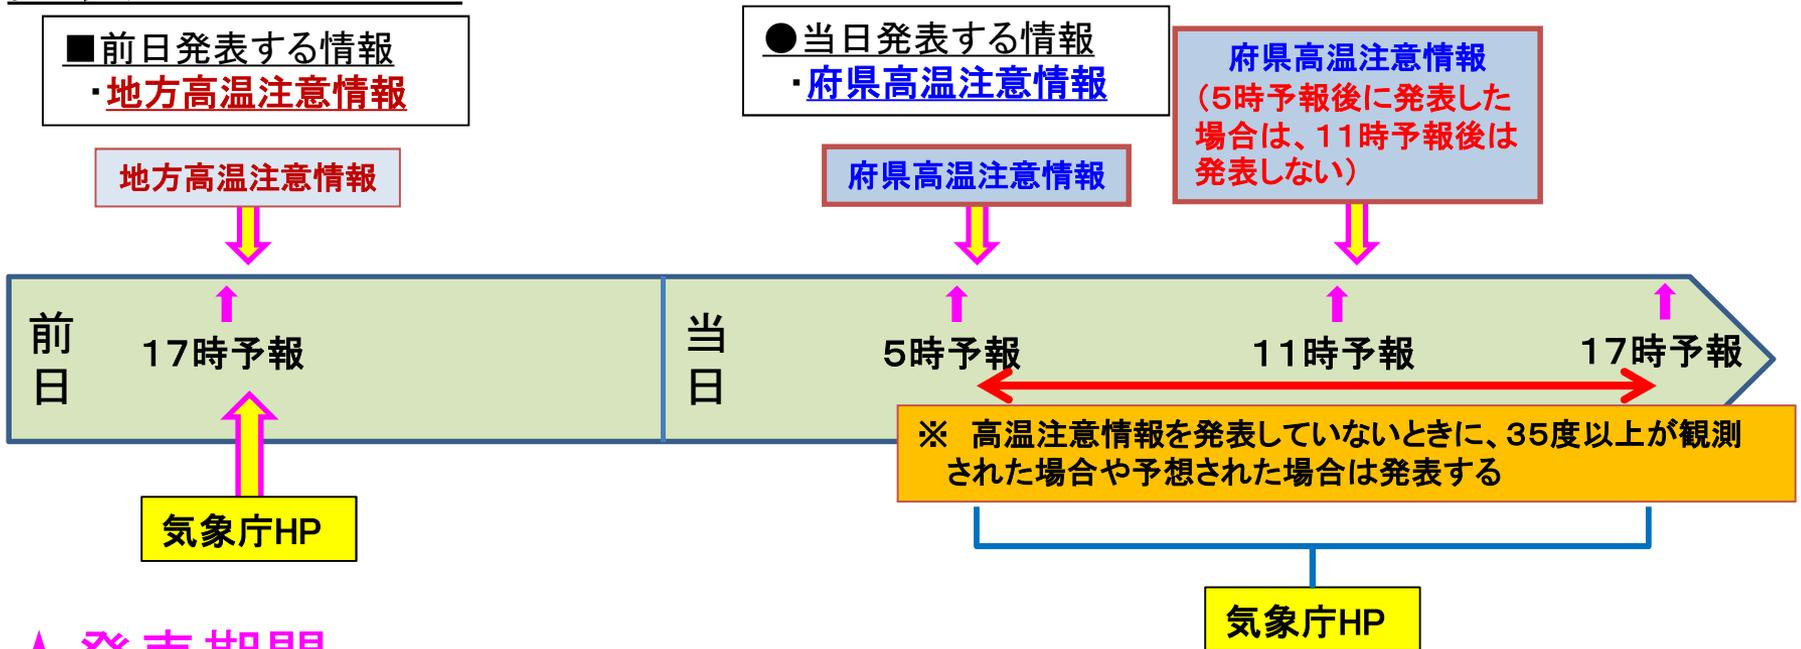 ■前日発表する情報
・地方高温注意情報
●当日発表する情報
・府県高温注意情報
府県高温注意情報
（５時予報後に発表した
場合は、１１時予報後は
発表しない）
地方高温注意情報
府県高温注意情報
前日
１７時予報
当日
５時予報
１１時予報
１７時予報
※　高温注意情報を発表していないときに、３５度以上が観測
された場合や予想された場合は発表する
気象庁HP
気象庁HP